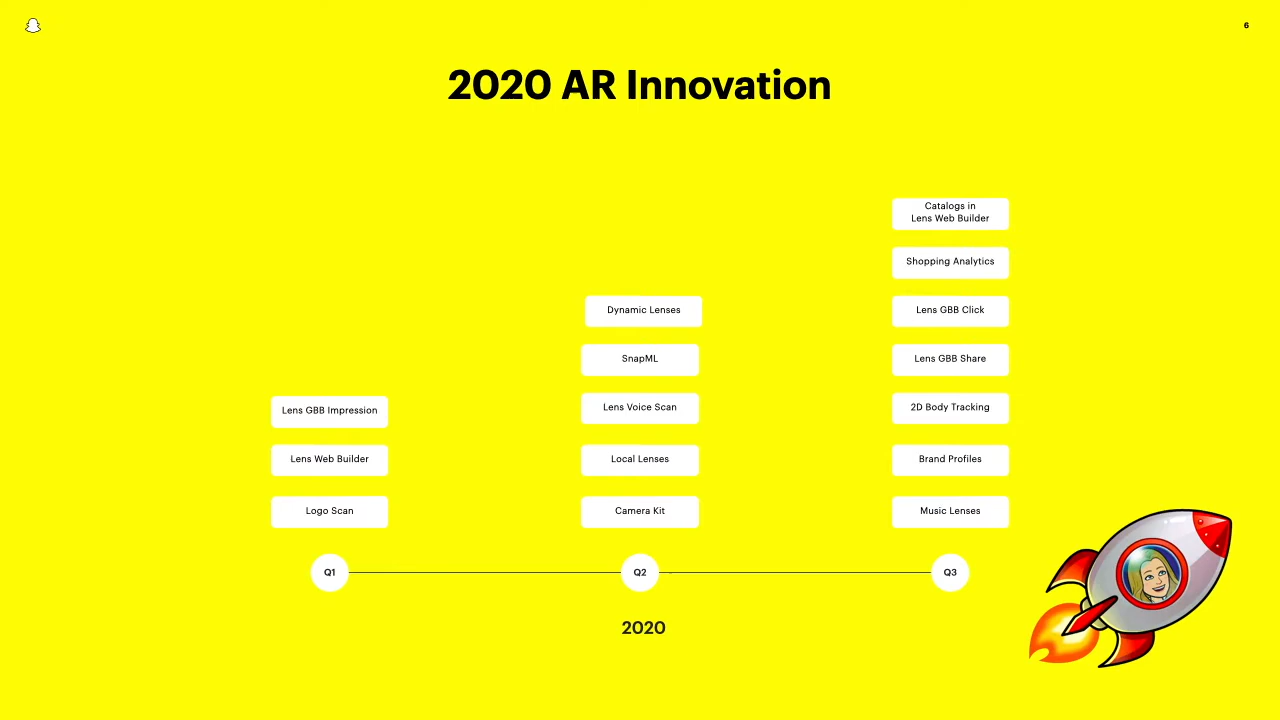 6
2020 AR Innovation
Catalogs in
Lens Web Builder
Shopping Analytics
Dynamic Lenses
Lens GBB Click
SnapML
Lens GBB Share
Lens GBB Impression
Lens Voice Scan
2D Body Tracking
Lens Web Builder
Local Lenses
Brand Profiles
Logo Scan
Camera Kit
Music Lenses
Q1
Q2
Q3
2020